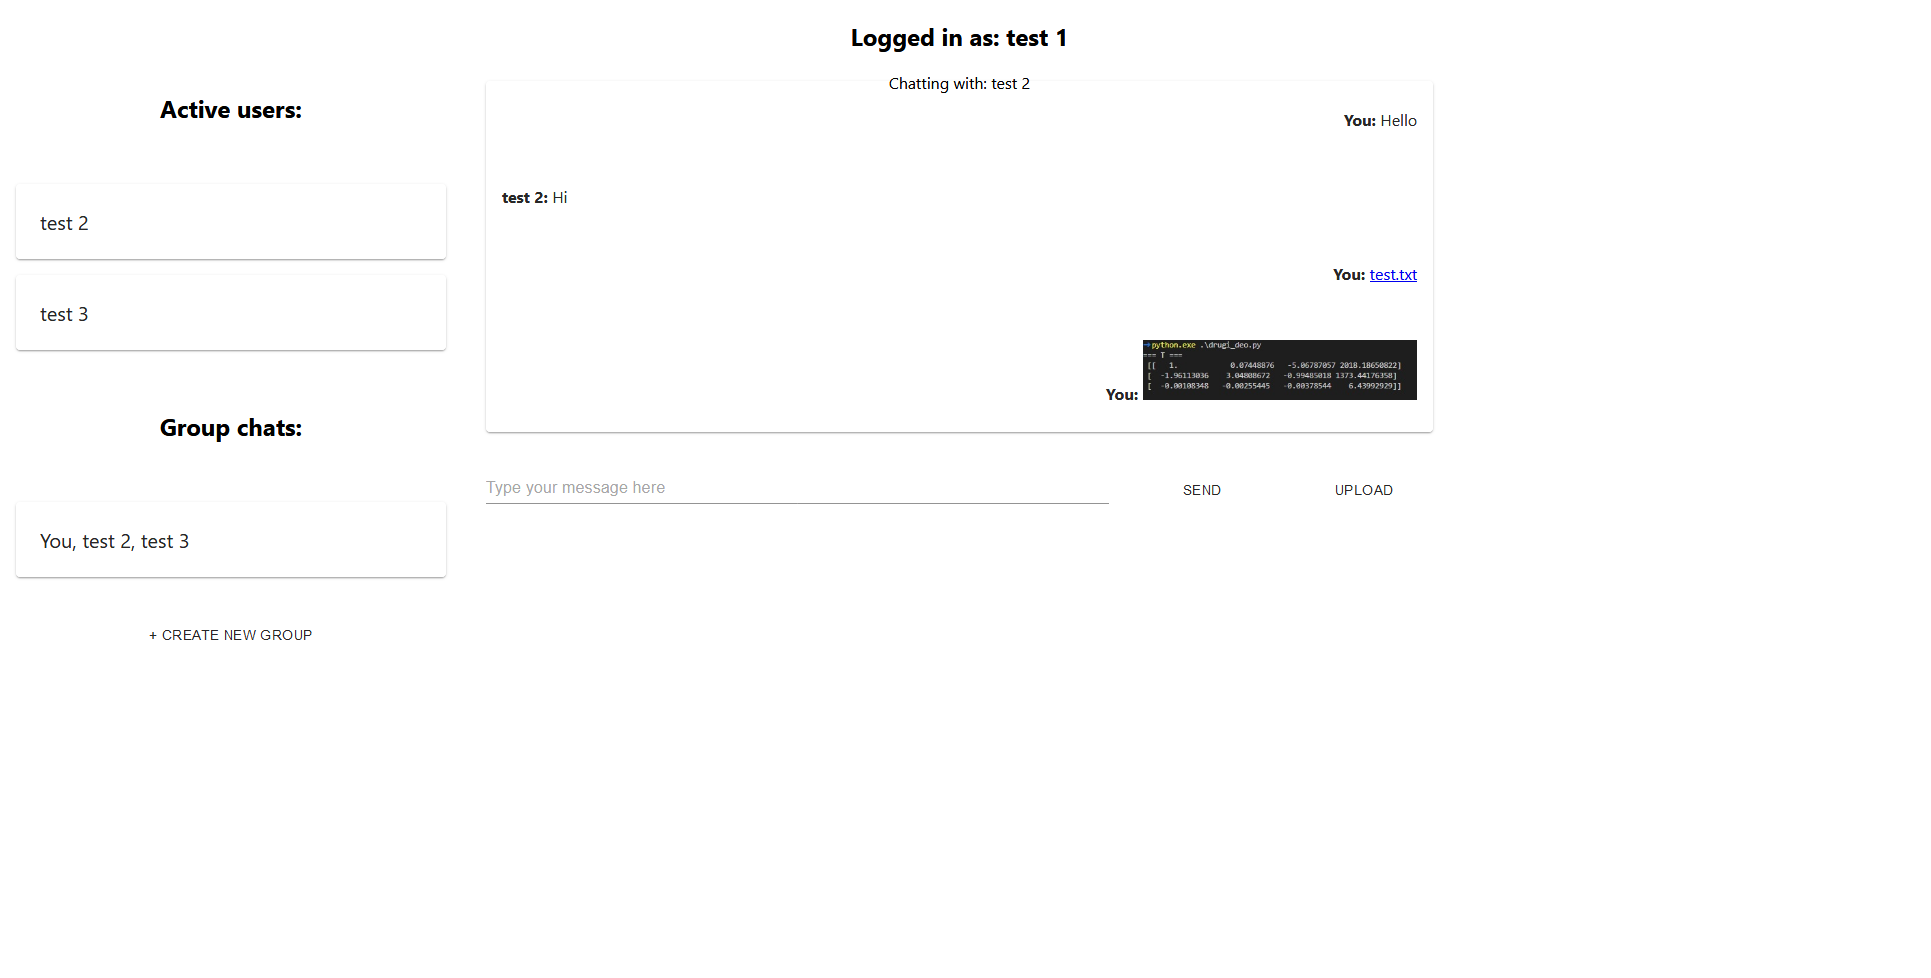 Logged in as: test 1
Active users:
test 2
test 3
Group chats:
You, test 2, test 3
+ CREATE NEW GROUP
Chatting with: test 2
You: Hello
test 2: Hi
You: test.txt
python.exe .\drugi_deo.py
=== T ===
[[ 1. 0.07448876 -5.06787057 2018.18650822]
[ -1.96113036 3.04808672 -0.99485018 1373.44176358]
[ -0.00108348 -0.00255445 -0.00378544 6.43992929]]
You:
Type your message here
SEND
UPLOAD